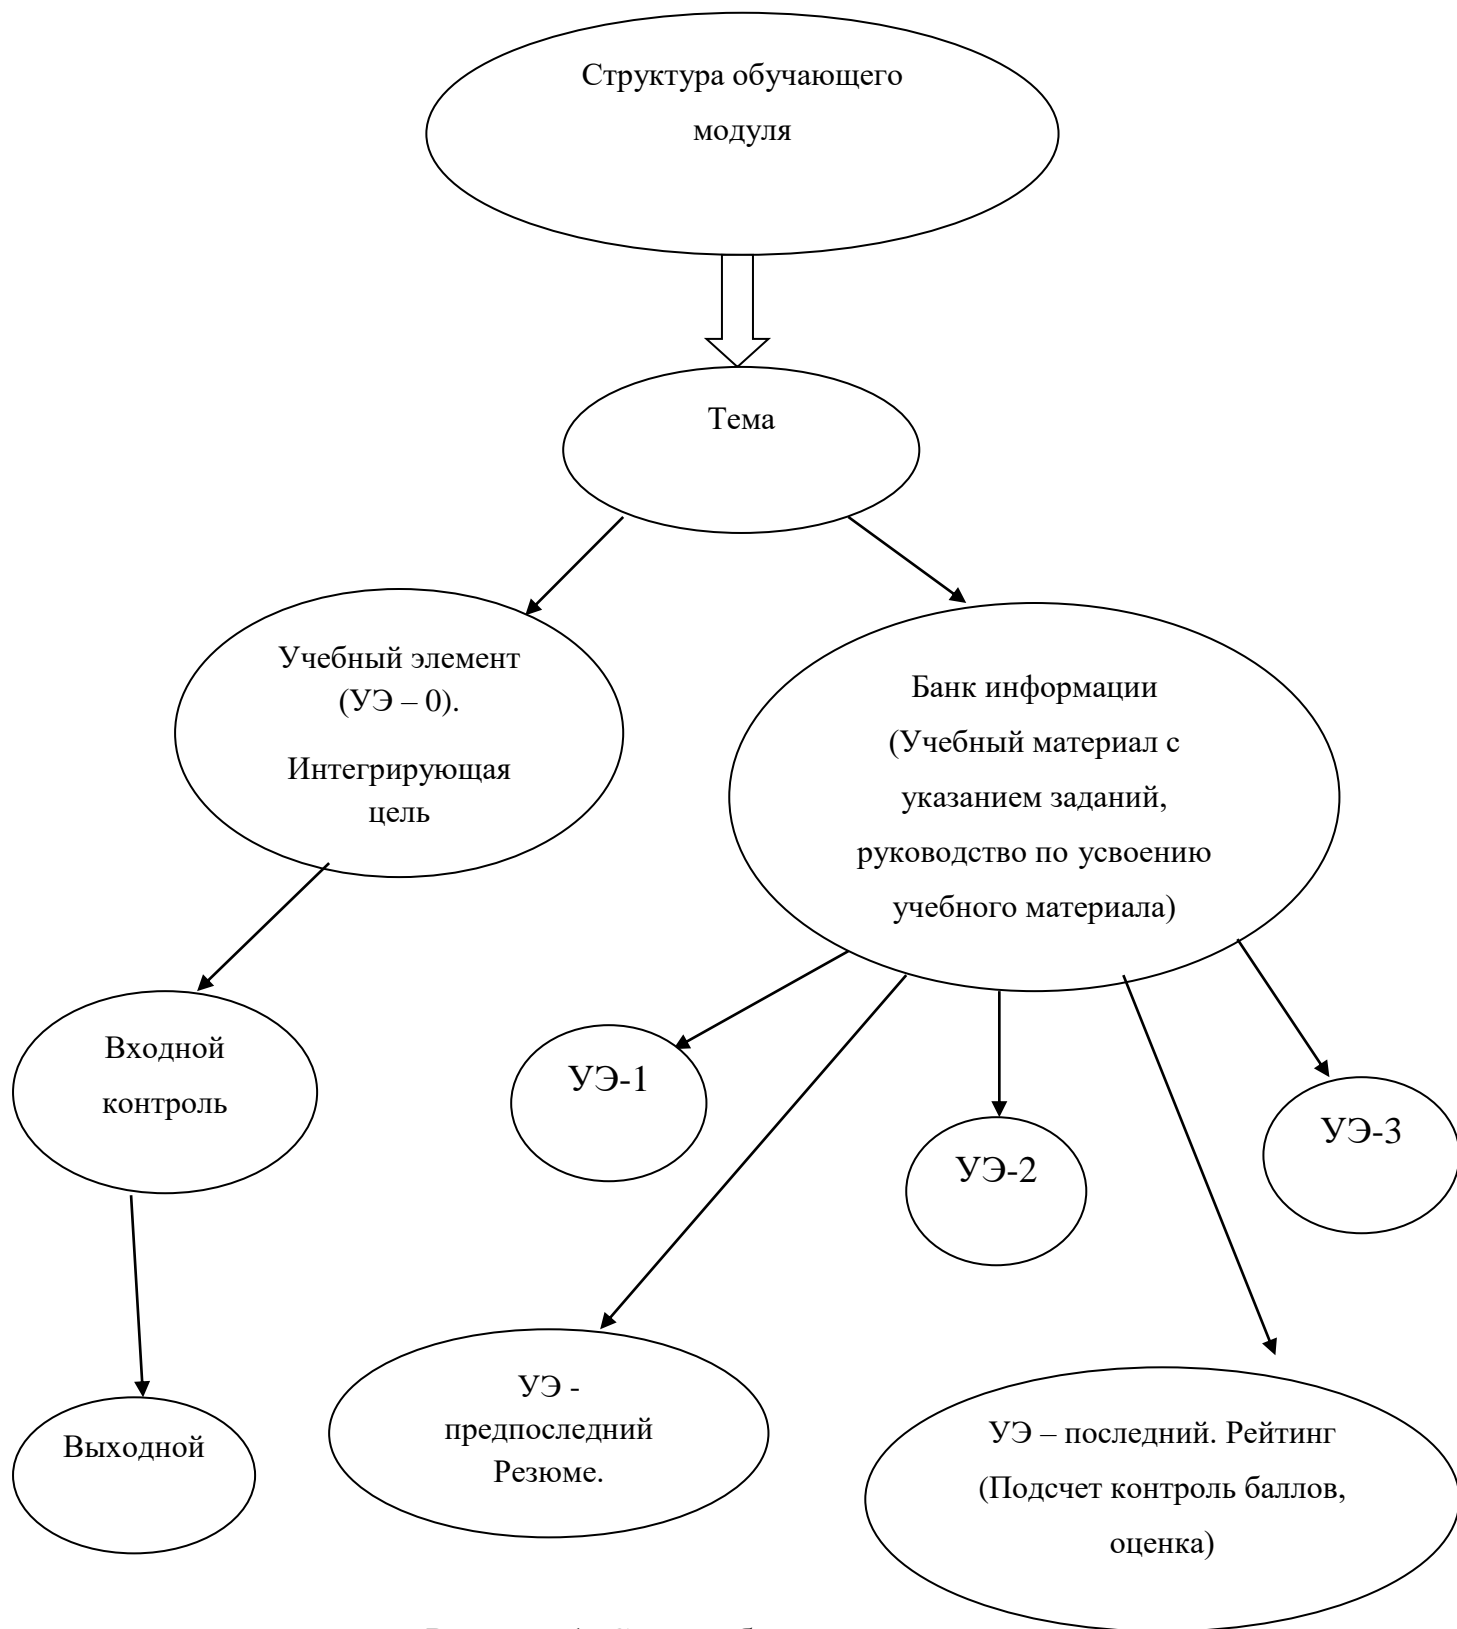 Структура обучающего
модуля
Тема
Учебный элемент
(УЭ – 0).
Интегрирующая
цель
Банк информации
(Учебный материал с
указанием заданий,
руководство по усвоению
учебного материала)
Входной
контроль
УЭ-1
УЭ-2
УЭ-3
Выходной
УЭ -
предпоследний
Резюме.
УЭ – последний. Рейтинг
(Подсчет контроль баллов,
оценка)